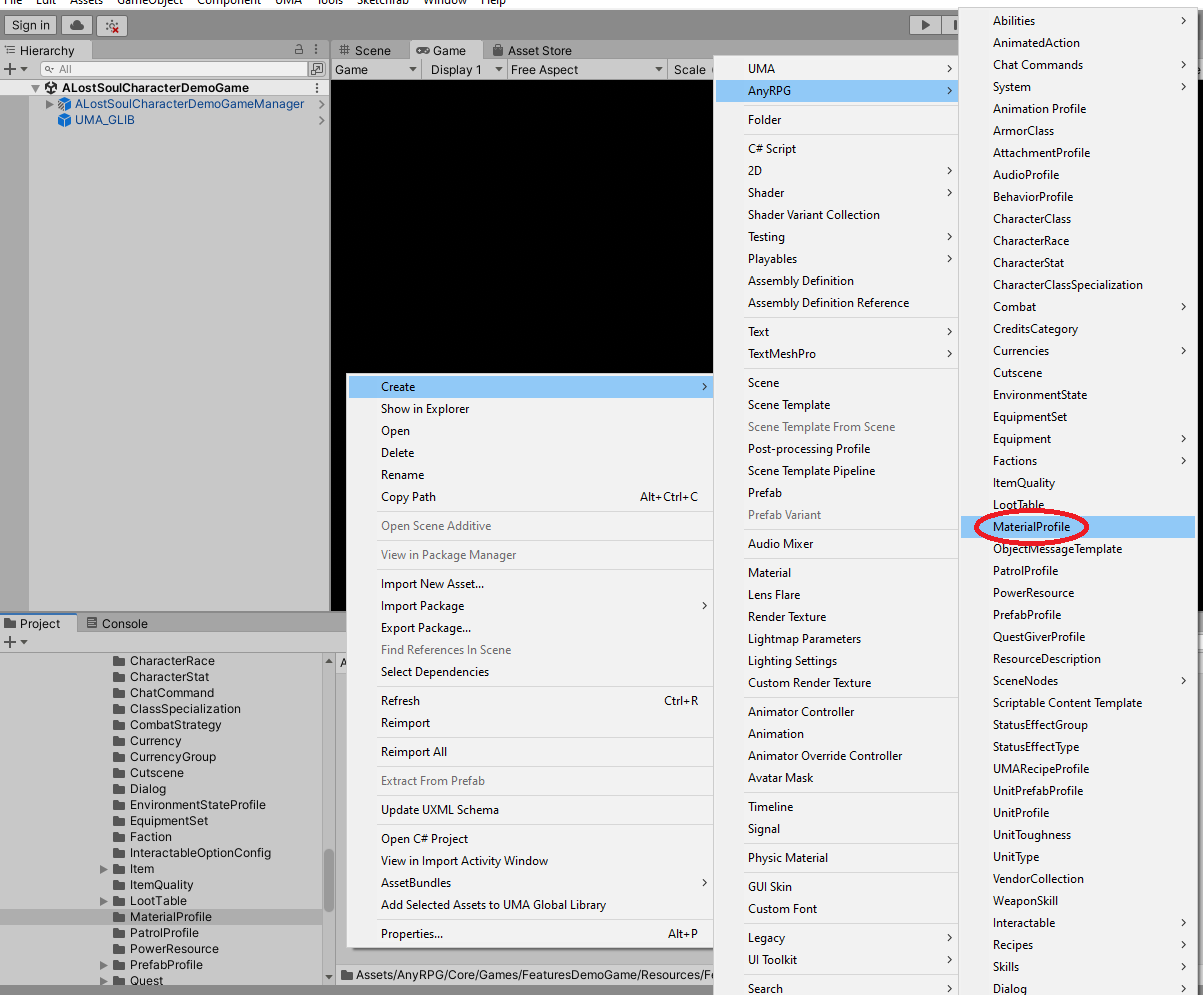 File Edit Assets GameObject Component UMA Tools Sketchfab Window Help
Sign in
Hierarchy
All
ALostSoulCharacterDemoGame
ALostSoulCharacterDemoGameManager
UMA_GLIB
Scene Game Asset Store
Game Display 1 Free Aspect Scale
Create
Show in Explorer
Open
Delete
Rename
Copy Path Alt+Ctrl+C
Open Scene Additive
View in Package Manager
Import New Asset...
Import Package
Export Package...
Find References In Scene
Select Dependencies
Refresh Ctrl+R
Reimport
Reimport All
Extract From Prefab
Update UXML Schema
Open C# Project
View in Import Activity Window
AssetBundles
Add Selected Assets to UMA Global Library
Properties... Alt+P
UMA
AnyRPG
Folder
C# Script
2D
Shader
Shader Variant Collection
Testing
Playables
Assembly Definition
Assembly Definition Reference
Text
TextMeshPro
Scene
Scene Template
Scene Template From Scene
Post-processing Profile
Scene Template Pipeline
Prefab
Prefab Variant
Audio Mixer
Material
Lens Flare
Render Texture
Lightmap Parameters
Lighting Settings
Custom Render Texture
Animator Controller
Animation
Animator Override Controller
Avatar Mask
Timeline
Signal
Physic Material
GUI Skin
Custom Font
Legacy
UI Toolkit
Search
Abilities
AnimatedAction
Chat Commands
System
Animation Profile
ArmorClass
AttachmentProfile
AudioProfile
BehaviorProfile
CharacterClass
CharacterRace
CharacterStat
CharacterClassSpecialization
Combat
CreditsCategory
Currencies
Cutscene
EnvironmentState
EquipmentSet
Equipment
Factions
ItemQuality
LootTable
MaterialProfile
ObjectMessageTemplate
PatrolProfile
PowerResource
PrefabProfile
QuestGiverProfile
ResourceDescription
SceneNodes
Scriptable Content Template
StatusEffectGroup
StatusEffectType
UMARecipeProfile
UnitPrefabProfile
UnitProfile
UnitToughness
UnitType
VendorCollection
WeaponSkill
Interactable
Recipes
Skills
Dialog
Project Console
CharacterRace
CharacterStat
ChatCommand
ClassSpecialization
CombatStrategy
Currency
CurrencyGroup
Cutscene
Dialog
EnvironmentStateProfile
EquipmentSet
Faction
InteractableOptionConfig
Item
ItemQuality
LootTable
MaterialProfile
PatrolProfile
PowerResource
PrefabProfile
Quest
Assets/AnyRPG/Core/Games/FeaturesDemoGame/Resources/Fe